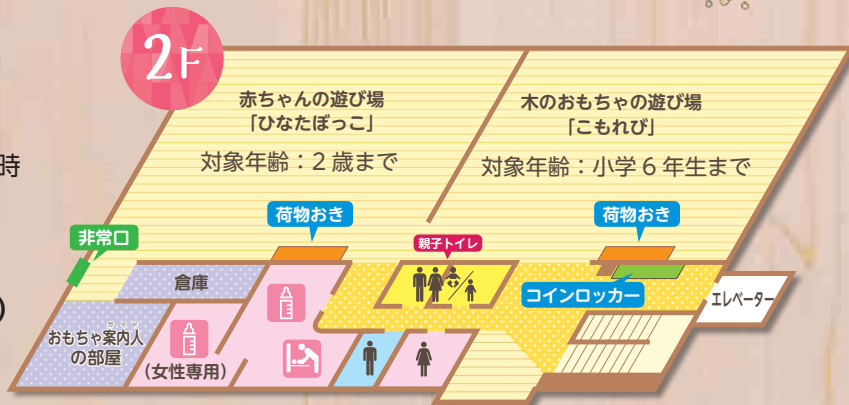 2F
赤ちゃんの遊び場
「ひなたぼっこ」
対象年齢：2歳まで
木のおもちゃの遊び場
「こもれび」
対象年齢：小学6年生まで
時
荷物おき
荷物おき
非常口
親子トイレ
倉庫
コインロッカー
エレベーター
)
おもちゃ案内人
ガイド
の部屋
(女性専用)